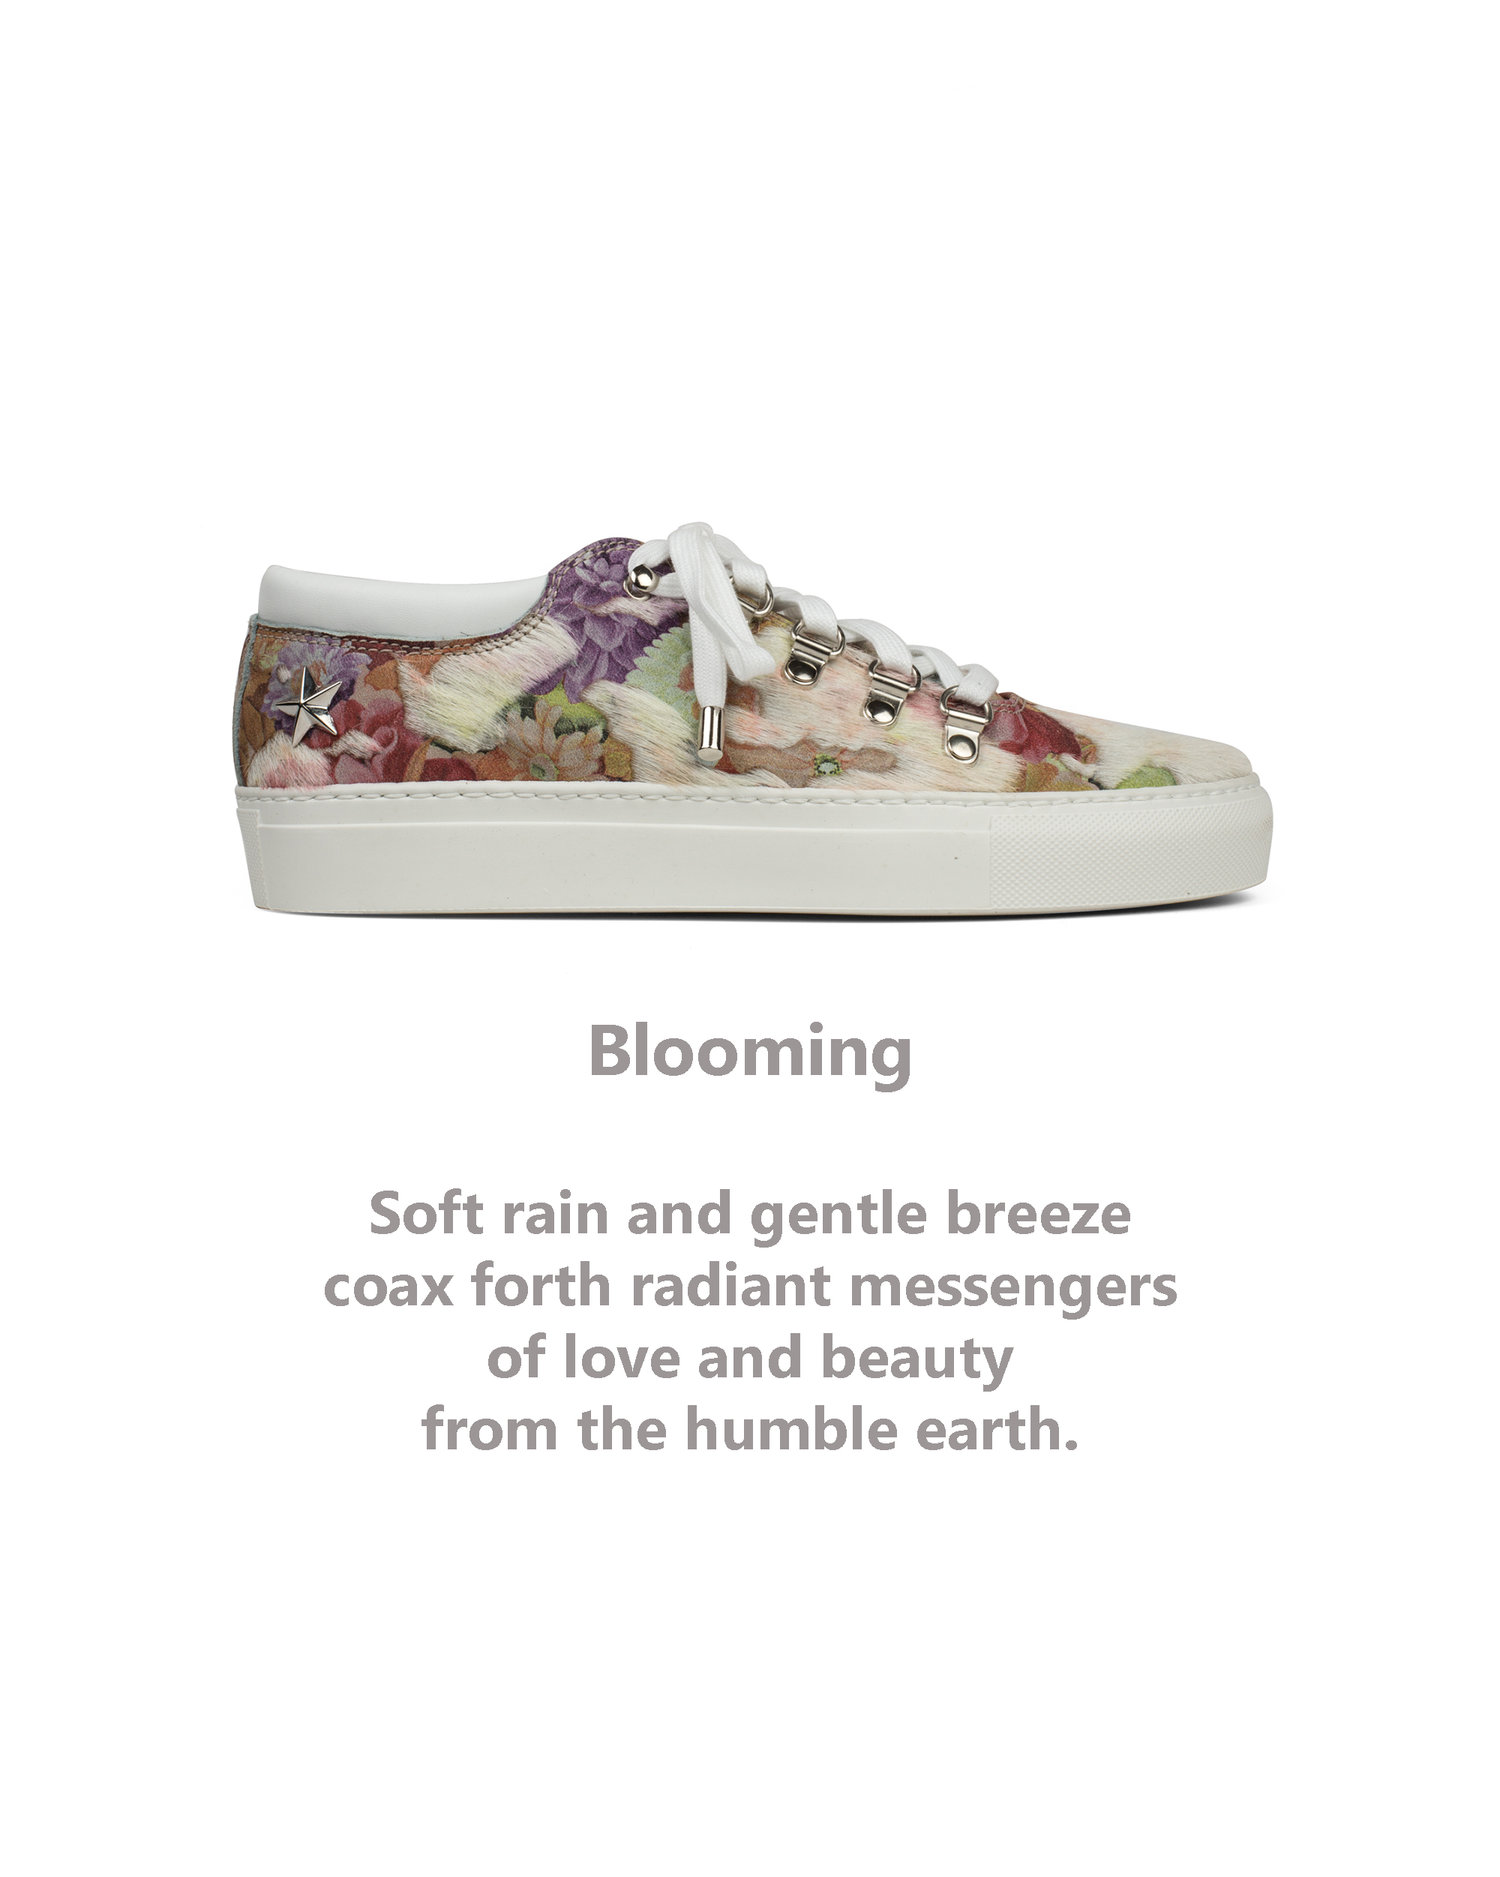 Blooming
Soft rain and gentle breeze
coax forth radiant messengers
of love and beauty
from the humble earth.